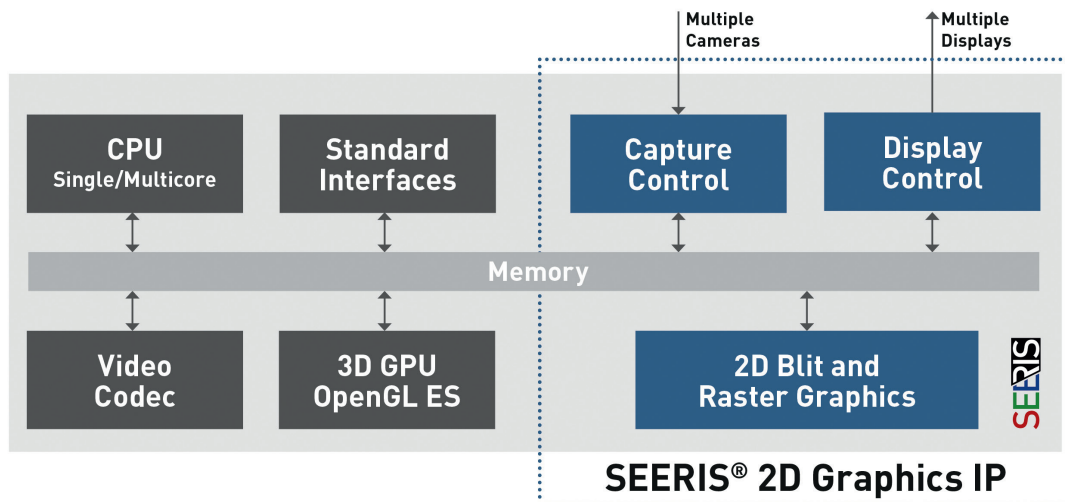 Multiple
Cameras
Multiple
Displays
CPU
Single/Multicore
Standard
Interfaces
Capture
Control
Display
Control
Memory
Video
Codec
3D GPU
OpenGL ES
2D Blit and
Raster Graphics
SEERIS
SEERIS® 2D Graphics IP